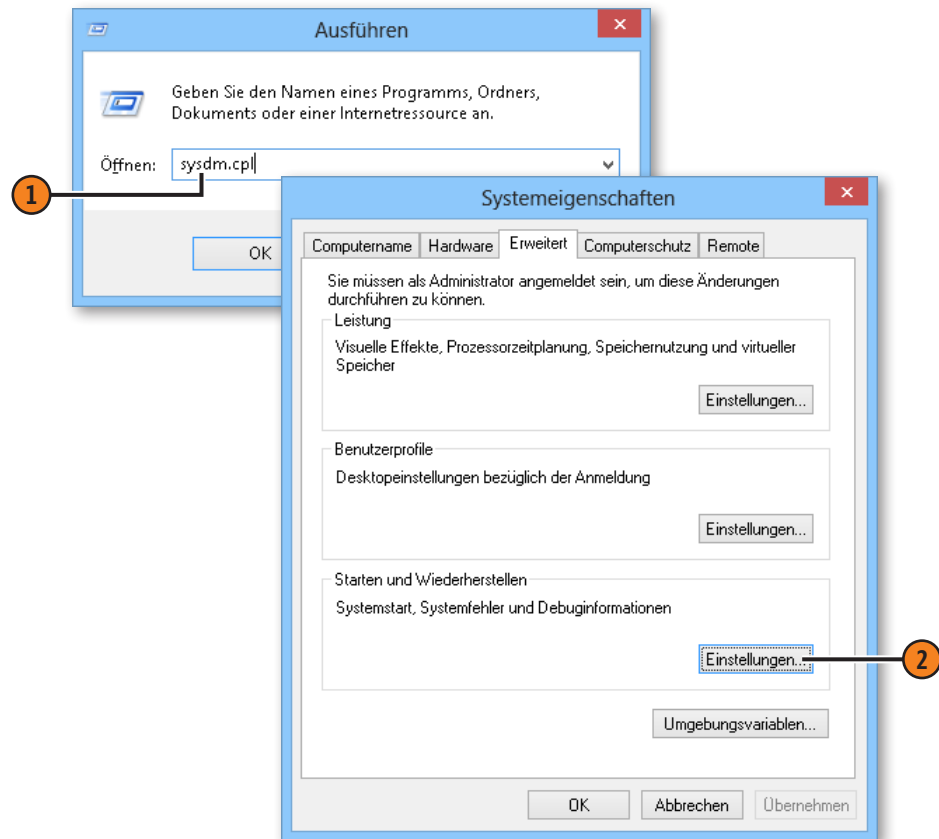 Ausführen
Geben Sie den Namen eines Programms, Ordners,
Dokuments oder einer Internetressource an.
Öffnen: sysdm.cpl
1
OK
Systemeigenschaften
Computername Hardware Erweitert Computerschutz Remote
Sie müssen als Administrator angemeldet sein, um diese Änderungen
durchführen zu können.
Leistung
Visuelle Effekte, Prozessorzeitplanung, Speichernutzung und virtueller
Speicher
Einstellungen...
Benutzerprofile
Desktopeinstellungen bezüglich der Anmeldung
Einstellungen...
Starten und Wiederherstellen
Systemstart, Systemfehler und Debuginformationen
Einstellungen...
2
Umgebungsvariablen...
OK Abbrechen Übernehmen